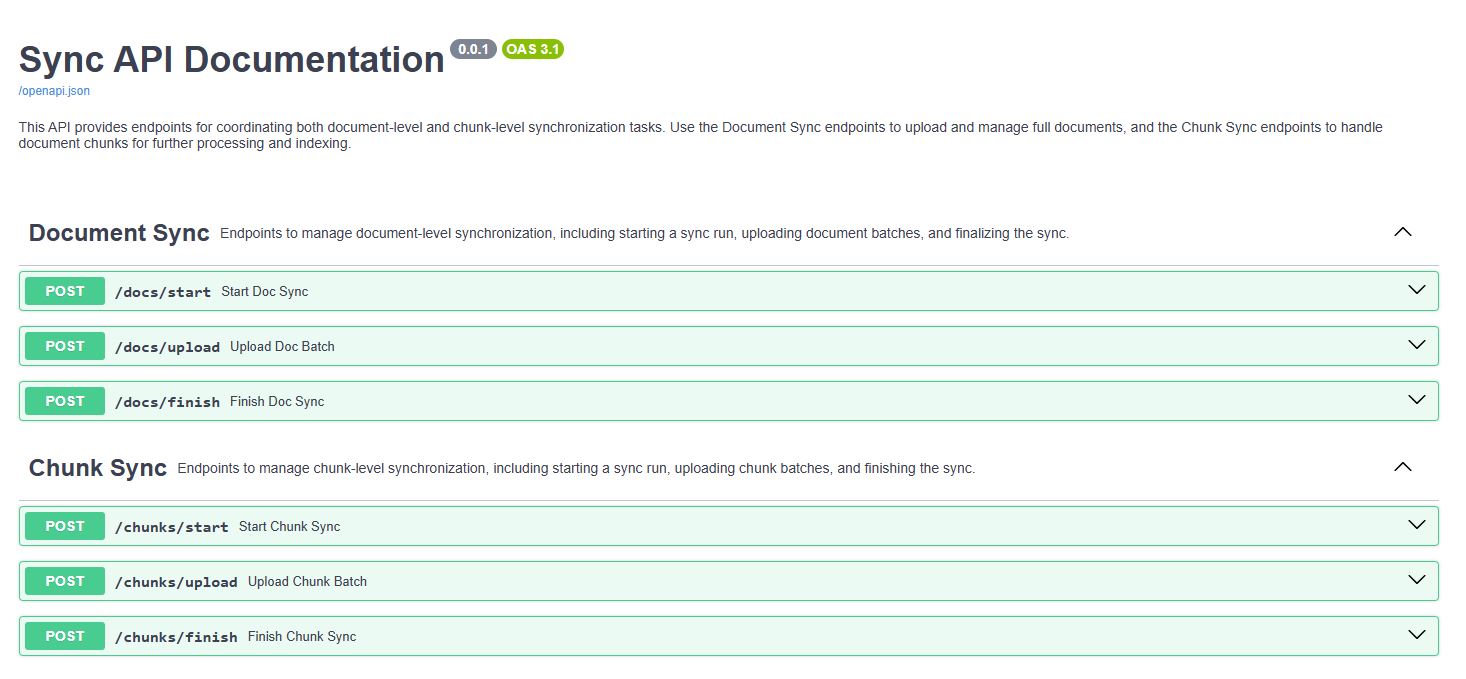 Sync API Documentation 0.0.1 OAS 3.1
/openapi.json
This API provides endpoints for coordinating both document-level and chunk-level synchronization tasks. Use the Document Sync endpoints to upload and manage full documents, and the Chunk Sync endpoints to handle
document chunks for further processing and indexing.
Document Sync Endpoints to manage document-level synchronization, including starting a sync run, uploading document batches, and finalizing the sync.
POST /docs/start Start Doc Sync
POST /docs/upload Upload Doc Batch
POST /docs/finish Finish Doc Sync
Chunk Sync Endpoints to manage chunk-level synchronization, including starting a sync run, uploading chunk batches, and finishing the sync.
POST /chunks/start Start Chunk Sync
POST /chunks/upload Upload Chunk Batch
POST /chunks/finish Finish Chunk Sync